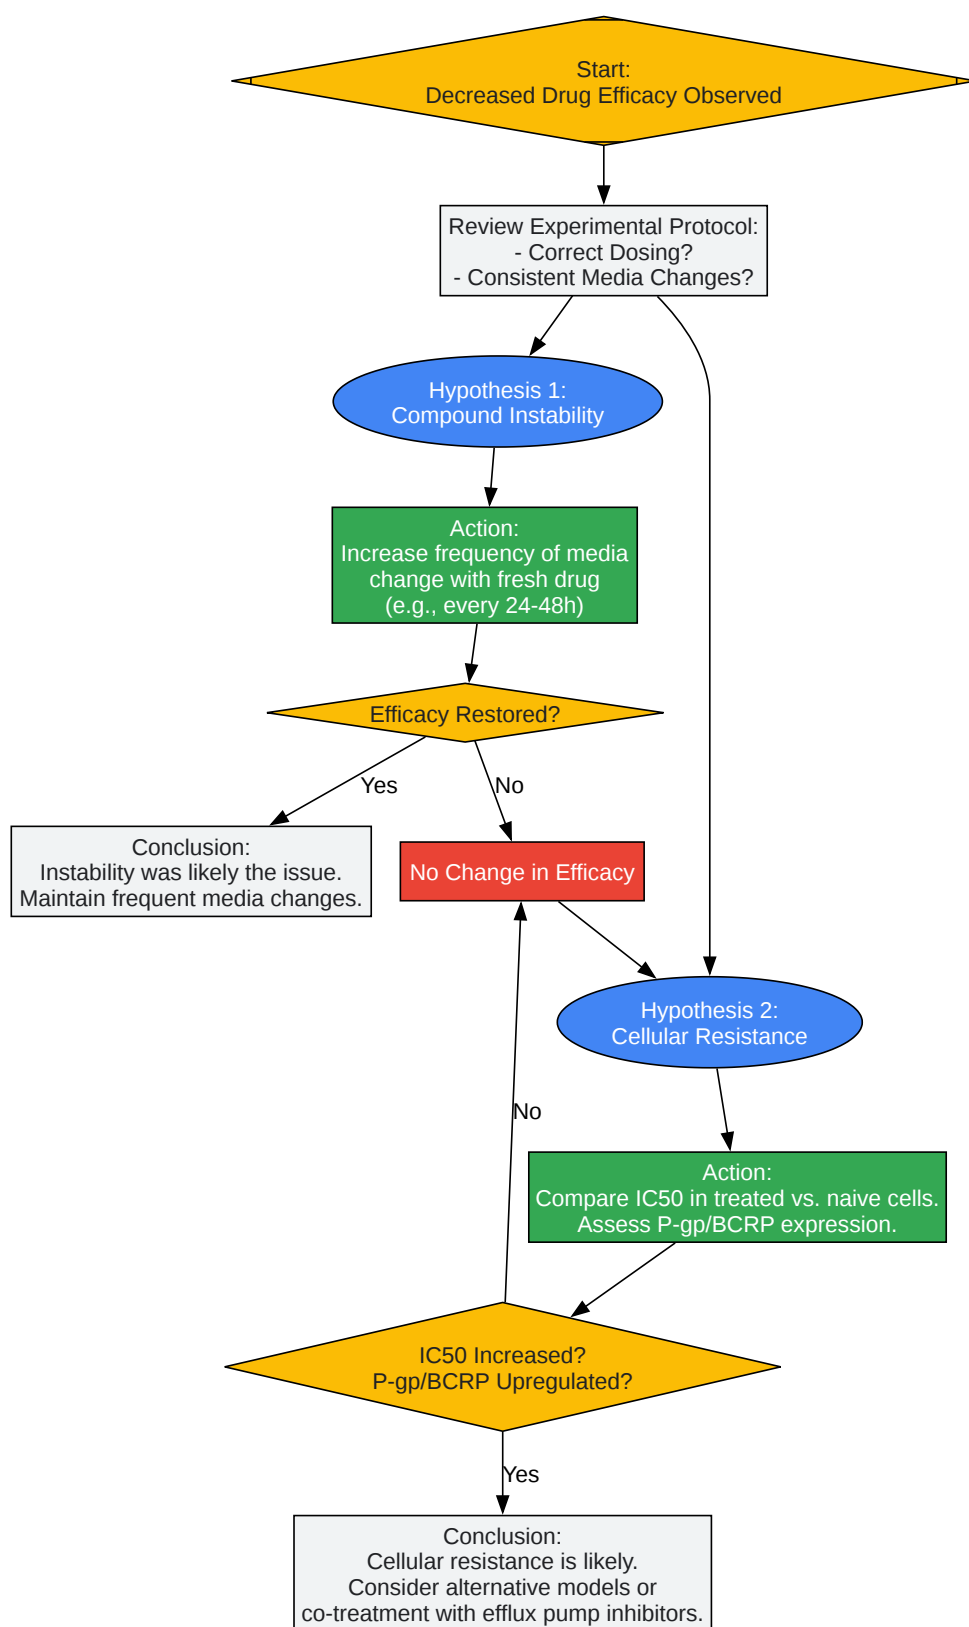 Start:
Decreased Drug Efficacy Observed
Review Experimental Protocol:
- Correct Dosing?
- Consistent Media Changes?
Hypothesis 1:
Compound Instability
Action:
Increase frequency of media
change with fresh drug
(e.g., every 24-48h)
Efficacy Restored?
Yes
No
Conclusion:
Instability was likely the issue.
Maintain frequent media changes.
No Change in Efficacy
Hypothesis 2:
Cellular Resistance
No
Action:
Compare IC50 in treated vs. naive cells.
Assess P-gp/BCRP expression.
IC50 Increased?
P-gp/BCRP Upregulated?
Yes
Conclusion:
Cellular resistance is likely.
Consider alternative models or
co-treatment with efflux pump inhibitors.